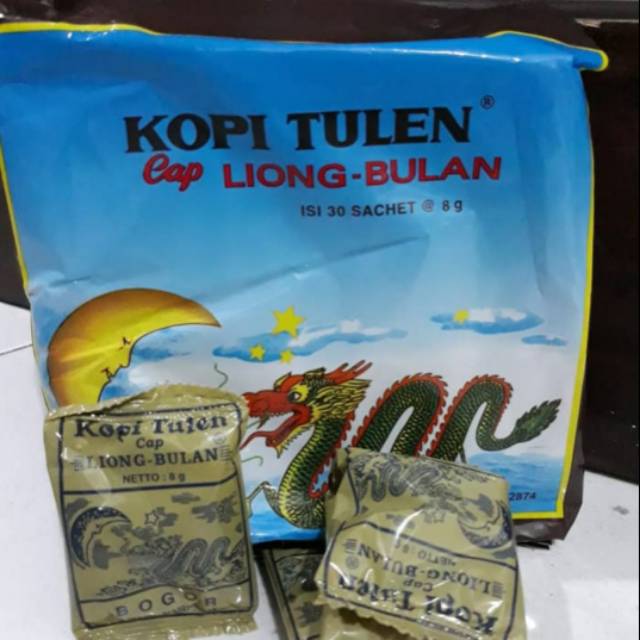 KOPI TULEN®
Cap LIONG-BULAN
ISI 30 SACHET @ 8 g
2874
Kopi Tulen
Cap
LIONG-BULAN
NETTO : 8 g
BOGOR
Kopi Tulen
Cap
LIONG-BULAN
NETTO : 8 g